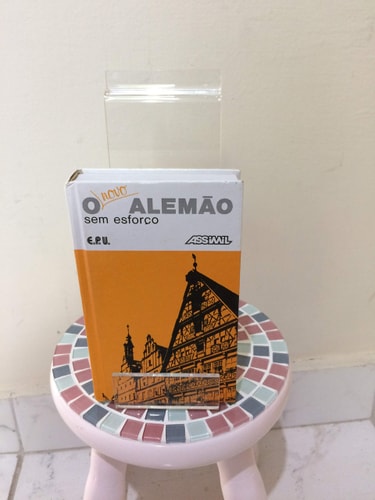 O novo ALEMÃO
sem esforço
E.P.U. ASSIMIL